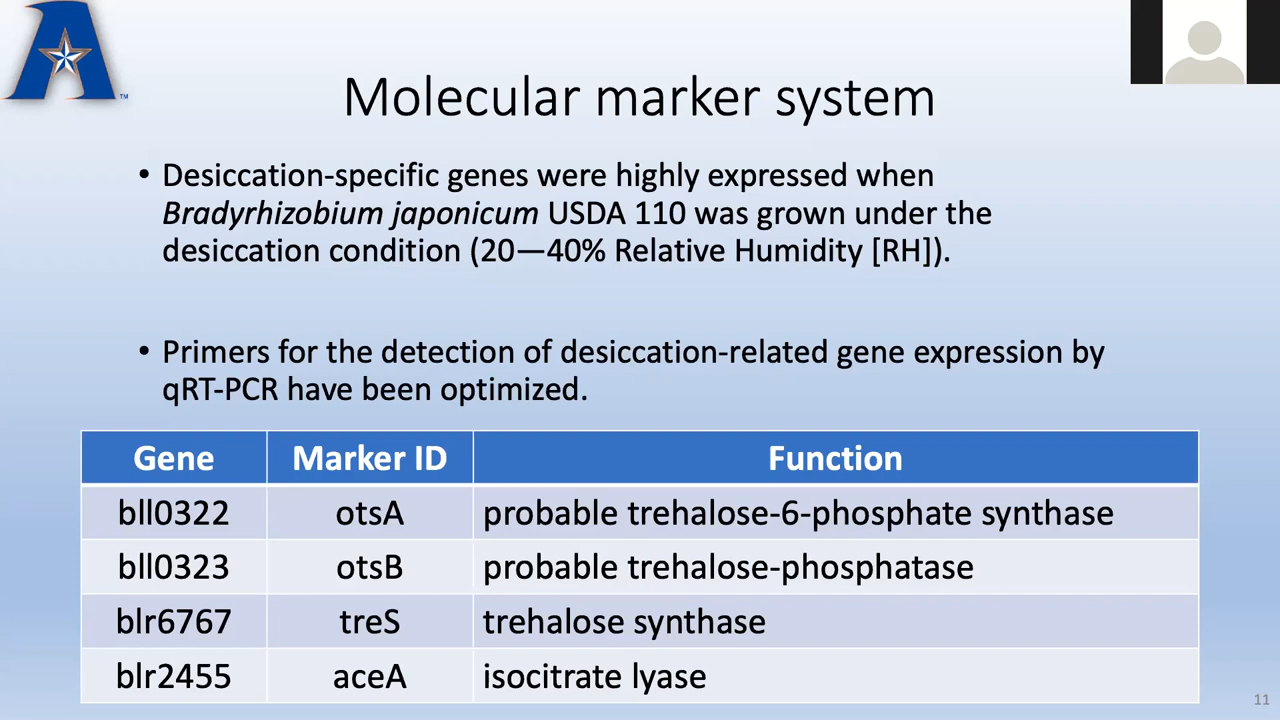 Molecular marker system
• Desiccation-specific genes were highly expressed when
Bradyrhizobium japonicum USDA 110 was grown under the
desiccation condition (20—40% Relative Humidity [RH]).
• Primers for the detection of desiccation-related gene expression by
qRT-PCR have been optimized.
Gene Marker ID Function
bll0322 otsA probable trehalose-6-phosphate synthase
bll0323 otsB probable trehalose-phosphatase
blr6767 treS trehalose synthase
blr2455 aceA isocitrate lyase
A TM
11